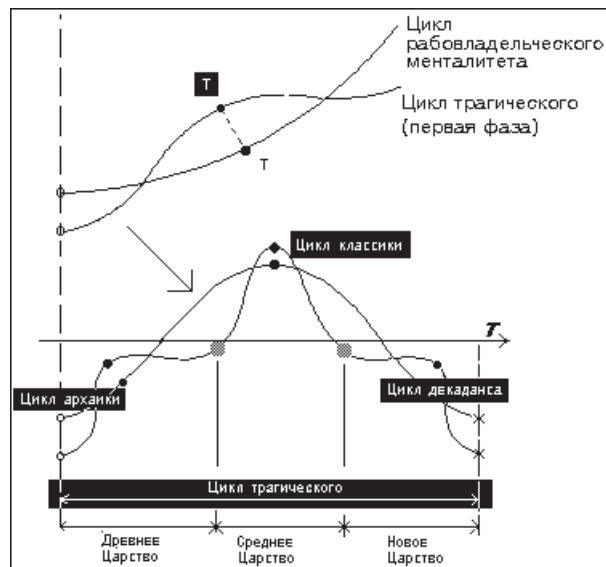 Цикл
рабовладельческого
менталитета
Цикл трагического
(первая фаза)
Т
Т
Цикл классики
T
Цикл архаики
Цикл декаданса
Цикл трагического
Древнее
Царство
Среднее
Царство
Новое
Царство